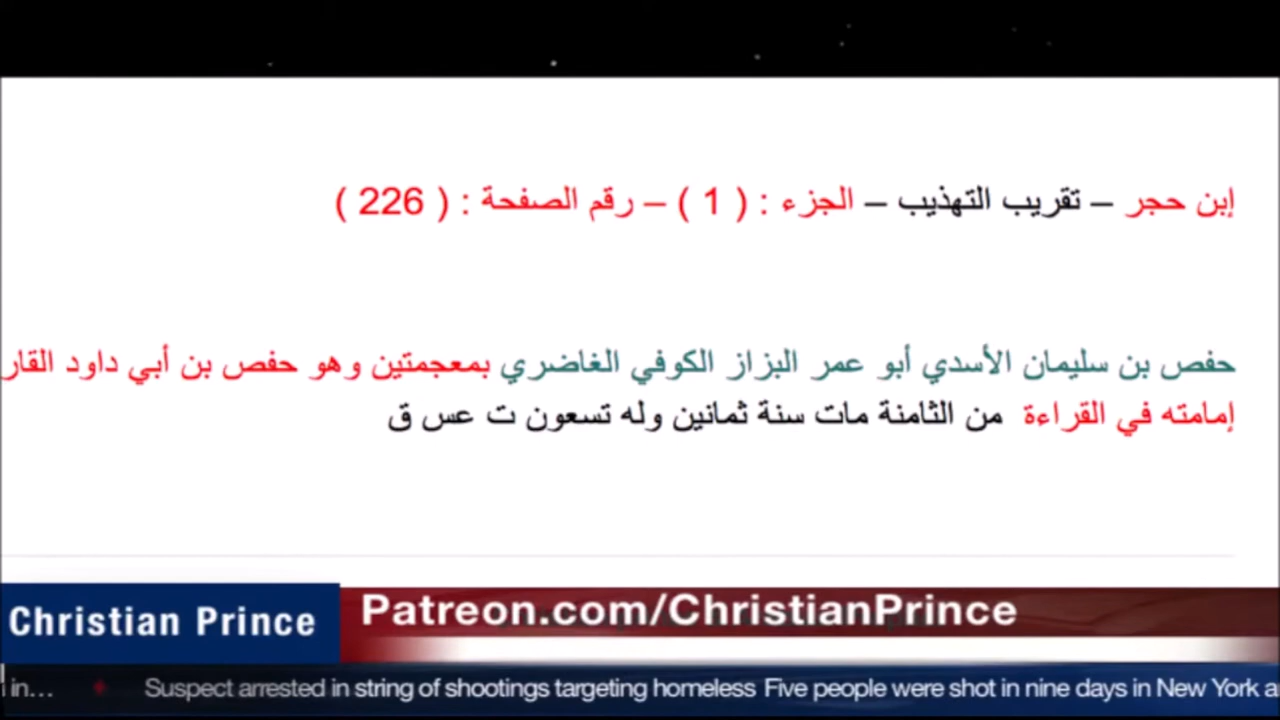 إبن حجر – تقريب التهذيب – الجزء : ( 1 ) – رقم الصفحة : ( 226 )
حفص بن سليمان الأسدي أبو عمر البزاز الكوفي الغاضري بمعجمتين وهو حفص بن أبي داود القار
إمامته في القراءة من الثامنة مات سنة ثمانين وله تسعون ت عس ق
Christian Prince
Patreon.com/ChristianPrince
in... Suspect arrested in string of shootings targeting homeless Five people were shot in nine days in New York a